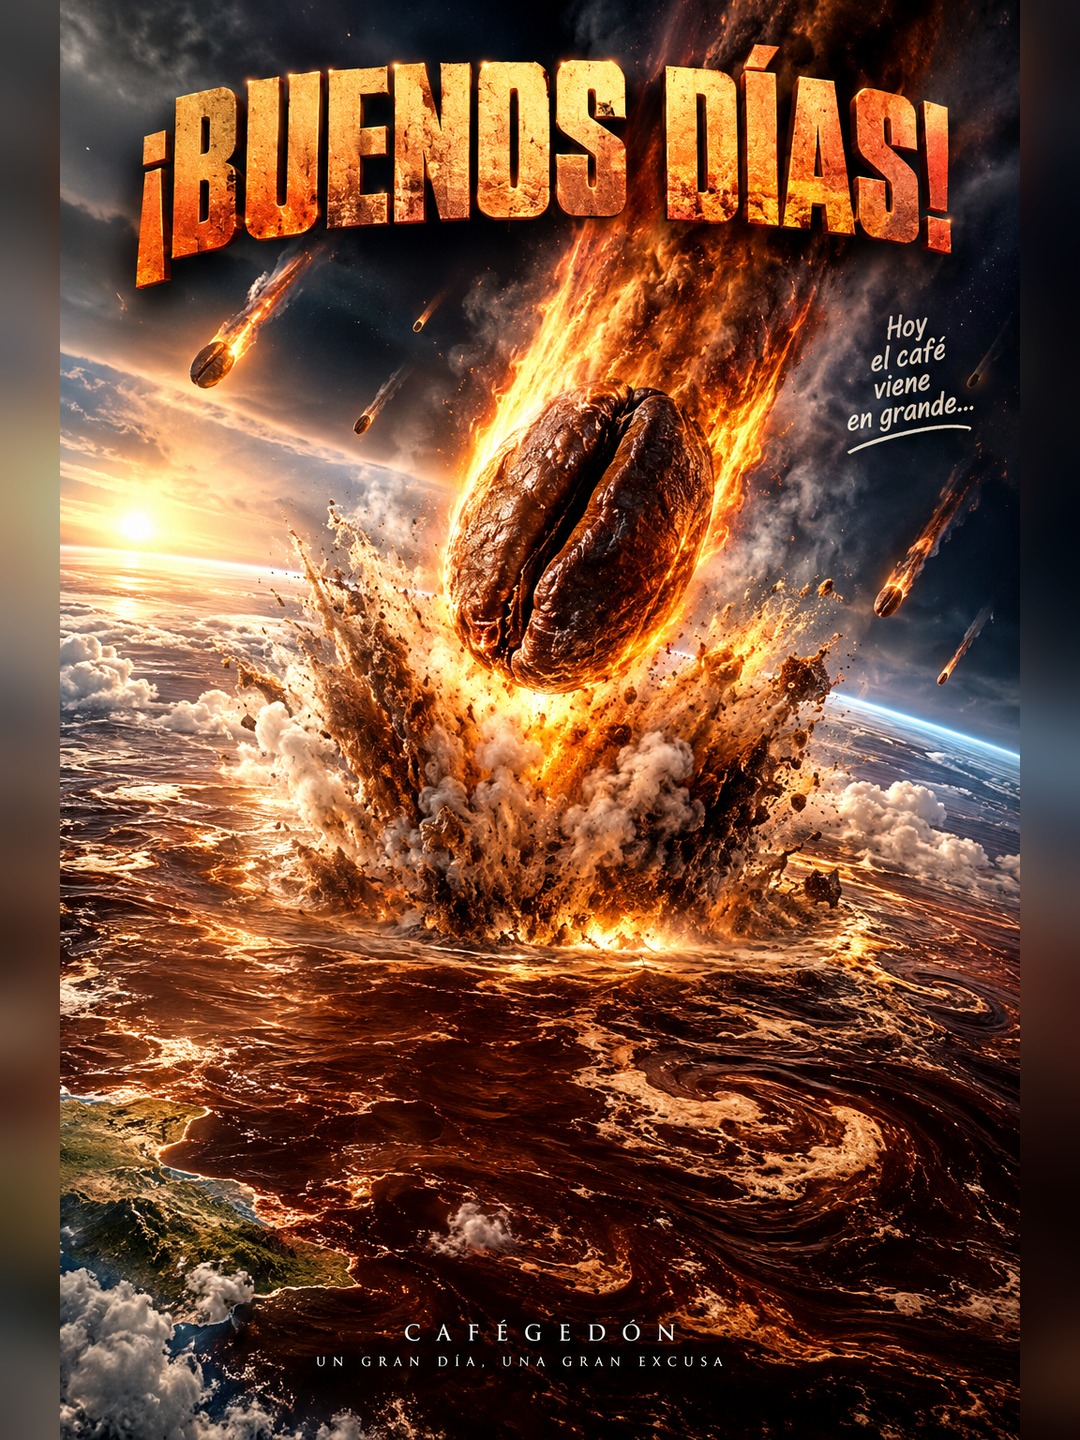 ¡BUENOS DÍAS!
Hoy
el café
viene
en grande...
CAFÉGEDÓN
UN GRAN DÍA, UNA GRAN EXCUSA